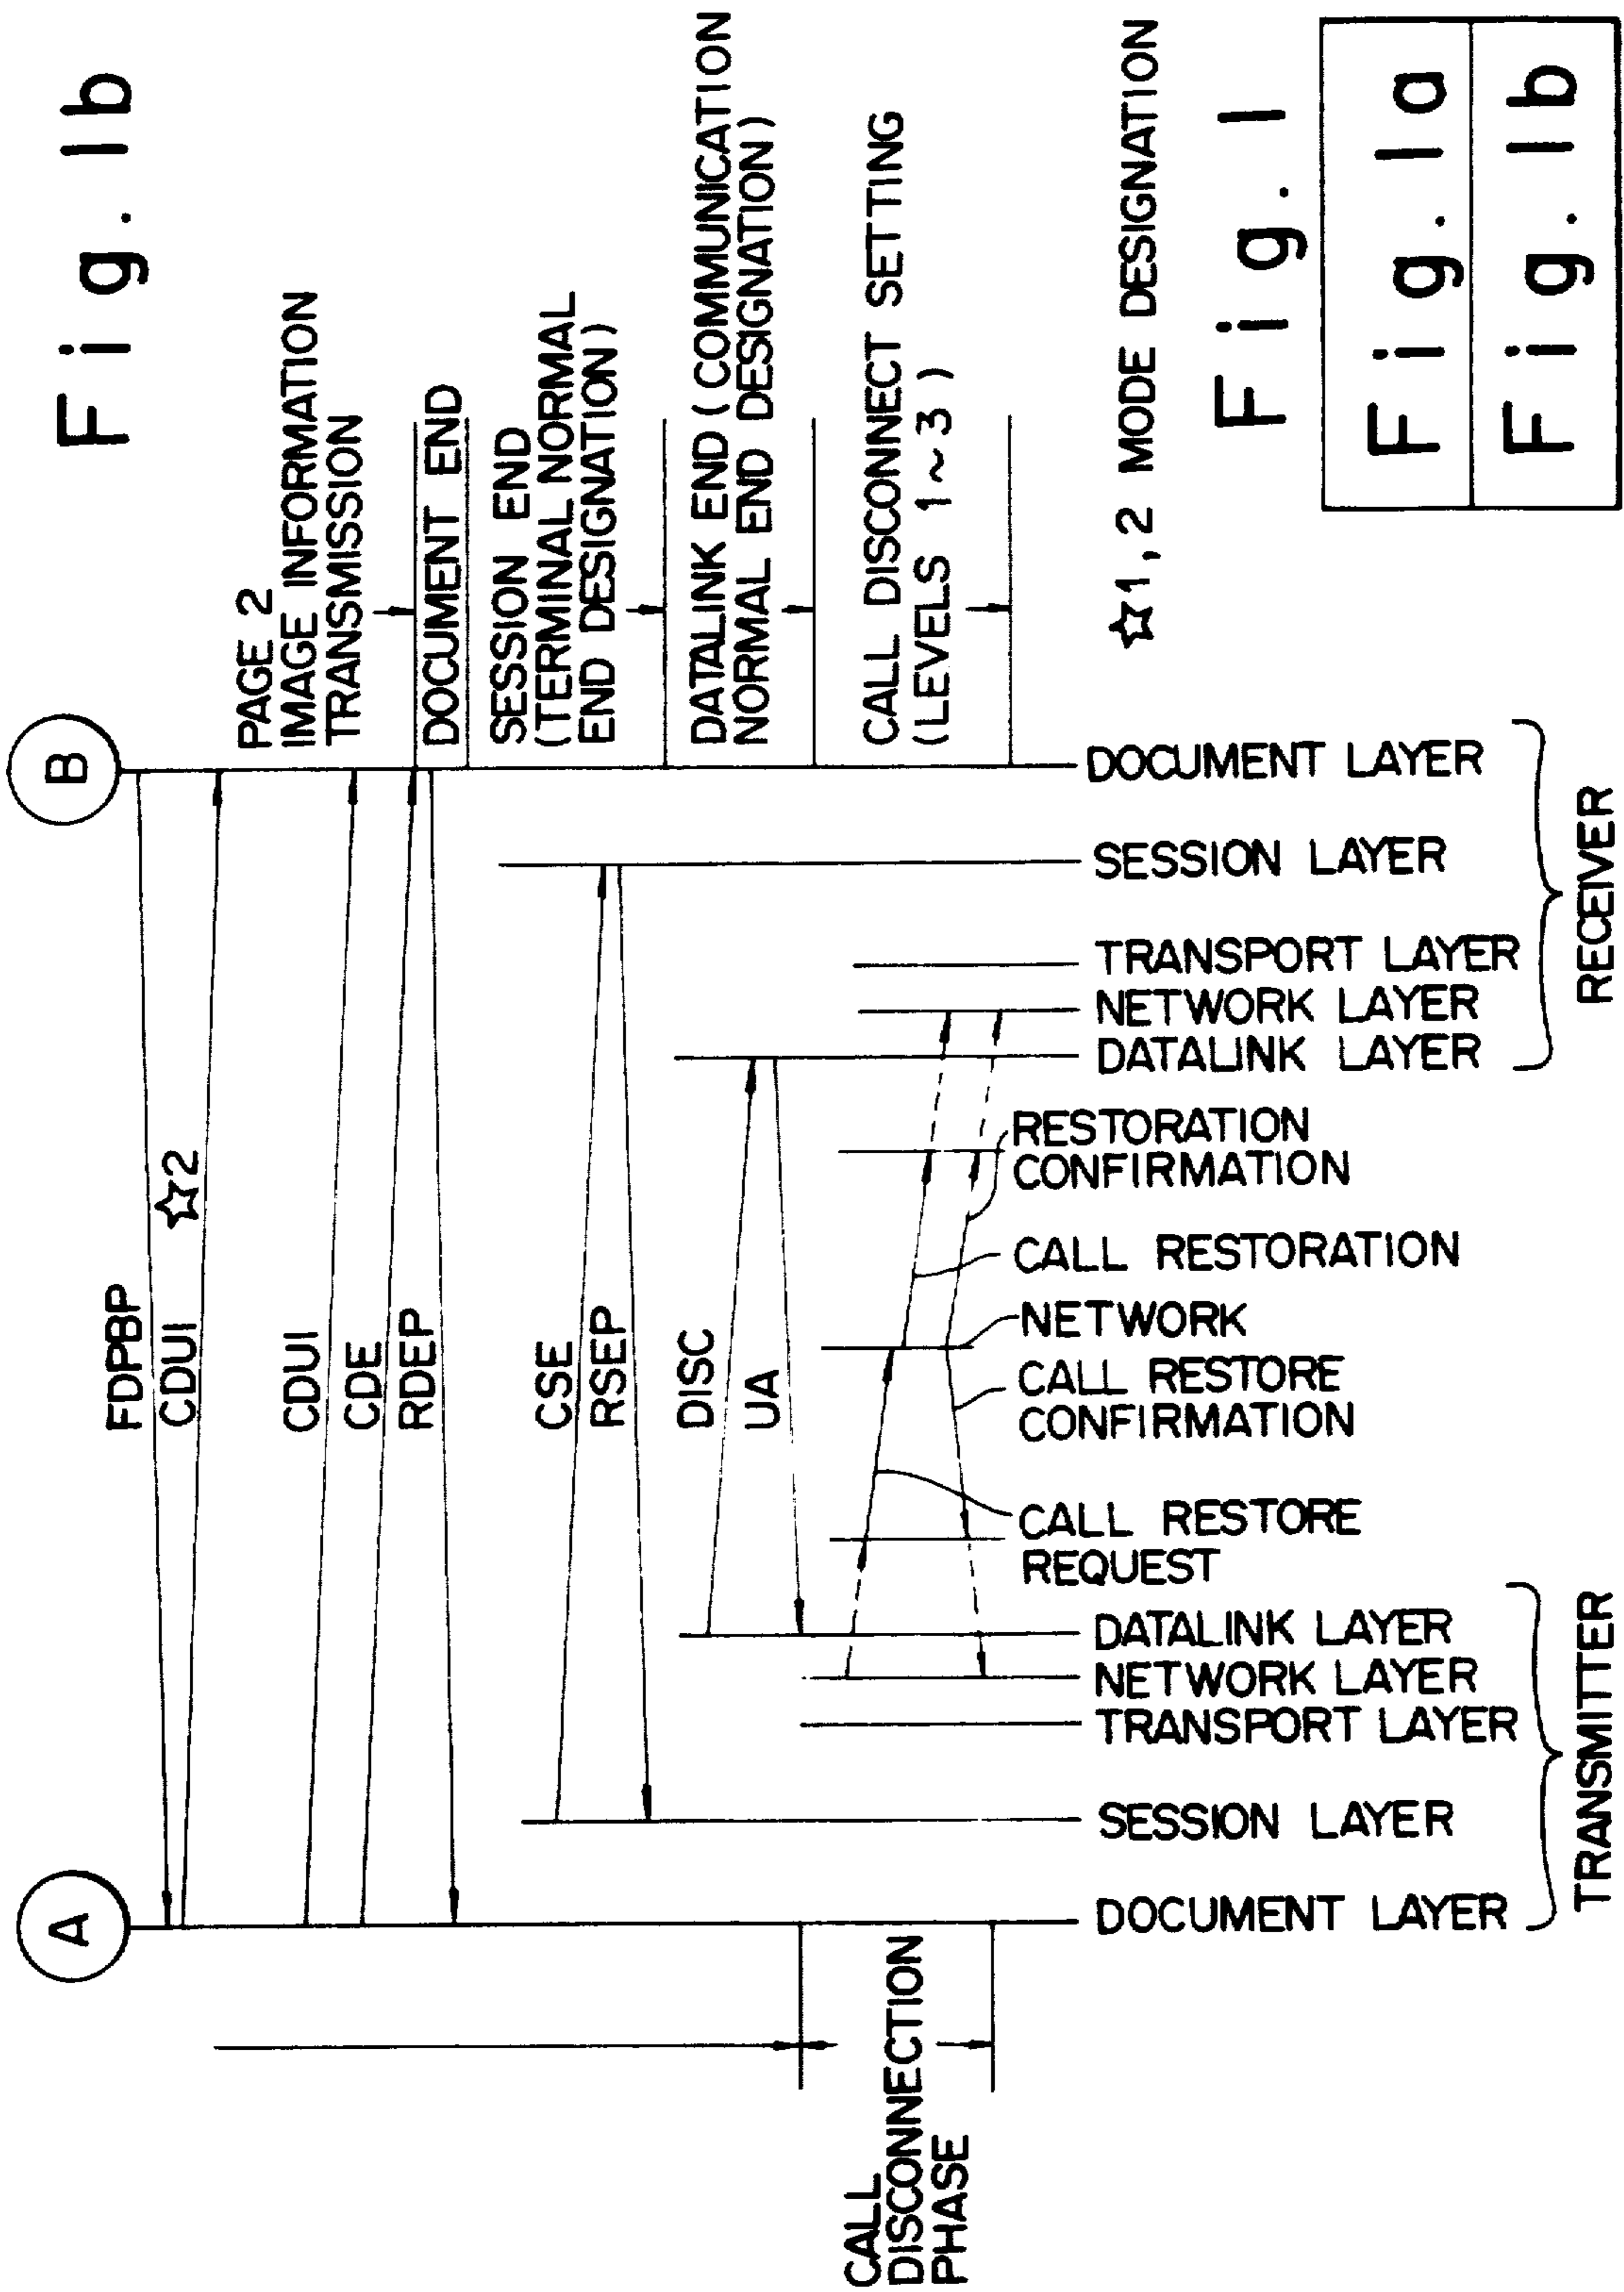 Fig. 1b
A
B
FDPBP
CDUI ☆2
CDUI
CDE
RDEP
CSE
RSEP
DISC
UA
PAGE 2
IMAGE INFORMATION
TRANSMISSION
DOCUMENT END
SESSION END
(TERMINAL NORMAL
END DESIGNATION)
DATALINK END (COMMUNICATION
NORMAL END DESIGNATION)
CALL DISCONNECT SETTING
(LEVELS 1~3)
CALL
DISCONNECTION
PHASE
CALL RESTORE
REQUEST
CALL RESTORE
CONFIRMATION
NETWORK
CALL RESTORATION
RESTORATION
CONFIRMATION
DOCUMENT LAYER
SESSION LAYER
TRANSPORT LAYER
NETWORK LAYER
DATALINK LAYER
TRANSMITTER
DATALINK LAYER
NETWORK LAYER
TRANSPORT LAYER
SESSION LAYER
DOCUMENT LAYER
RECEIVER
☆1,2 MODE DESIGNATION
Fig. 1
Fig. 1a
Fig. 1b